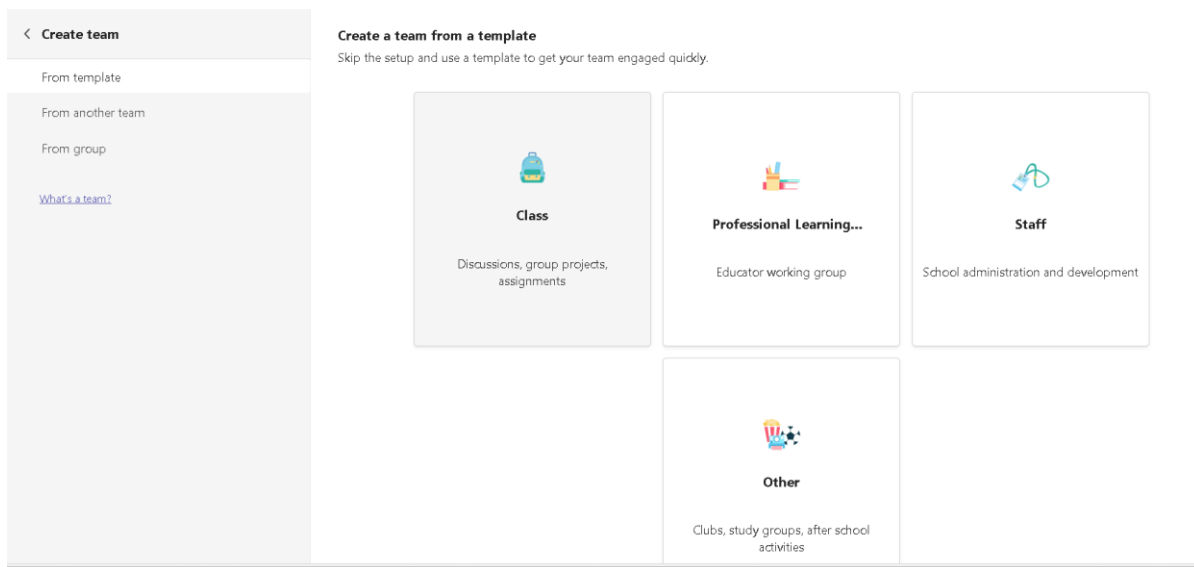 Create team
From template
From another team
From group
What's a team?
Create a team from a template
Skip the setup and use a template to get your team engaged quickly.
Class
Discussions, group projects,
assignments
Professional Learning...
Educator working group
Staff
School administration and development
Other
Clubs, study groups, after school
activities